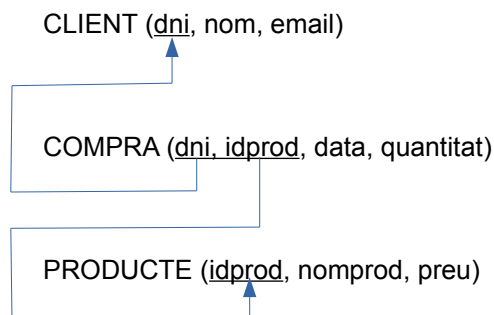 CLIENT (dni, nom, email)
COMPRA (dni, idprod, data, quantitat)
PRODUCTE (idprod, nomprod, preu)